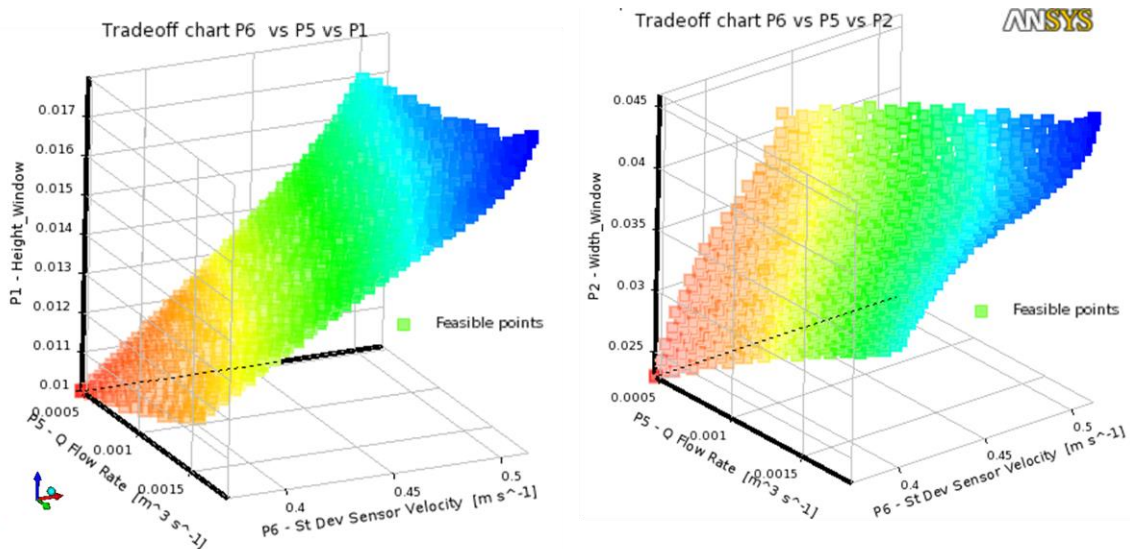 Tradeoff chart P6 vs P5 vs P1
0.017
0.016
0.015
0.014
0.013
0.012
0.011
0.01
P1 - Height_Window
0.0005
0.001
0.0015
P5 - Q Flow Rate [m^3 s^-1]
0.4
0.45
0.5
P6 - St Dev Sensor Velocity [m s^-1]
Feasible points
Tradeoff chart P6 vs P5 vs P2
ANSYS
0.045
0.04
0.035
0.03
0.025
P2 - Width_Window
0.0005
0.001
0.0015
P5 - Q Flow Rate [m^3 s^-1]
0.4
0.45
0.5
P6 - St Dev Sensor Velocity [m s^-1]
Feasible points